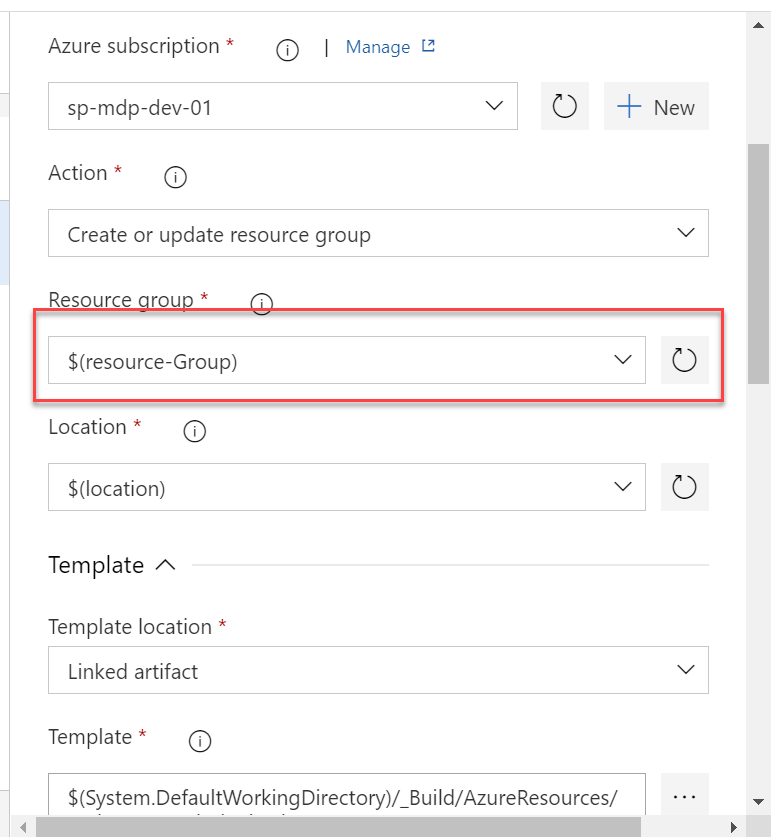 Azure subscription * | Manage
sp-mdp-dev-01 New
Action *
Create or update resource group
Resource group *
$(resource-Group)
Location *
$(location)
Template
Template location *
Linked artifact
Template *
$(System.DefaultWorkingDirectory)/_Build/AzureResources/